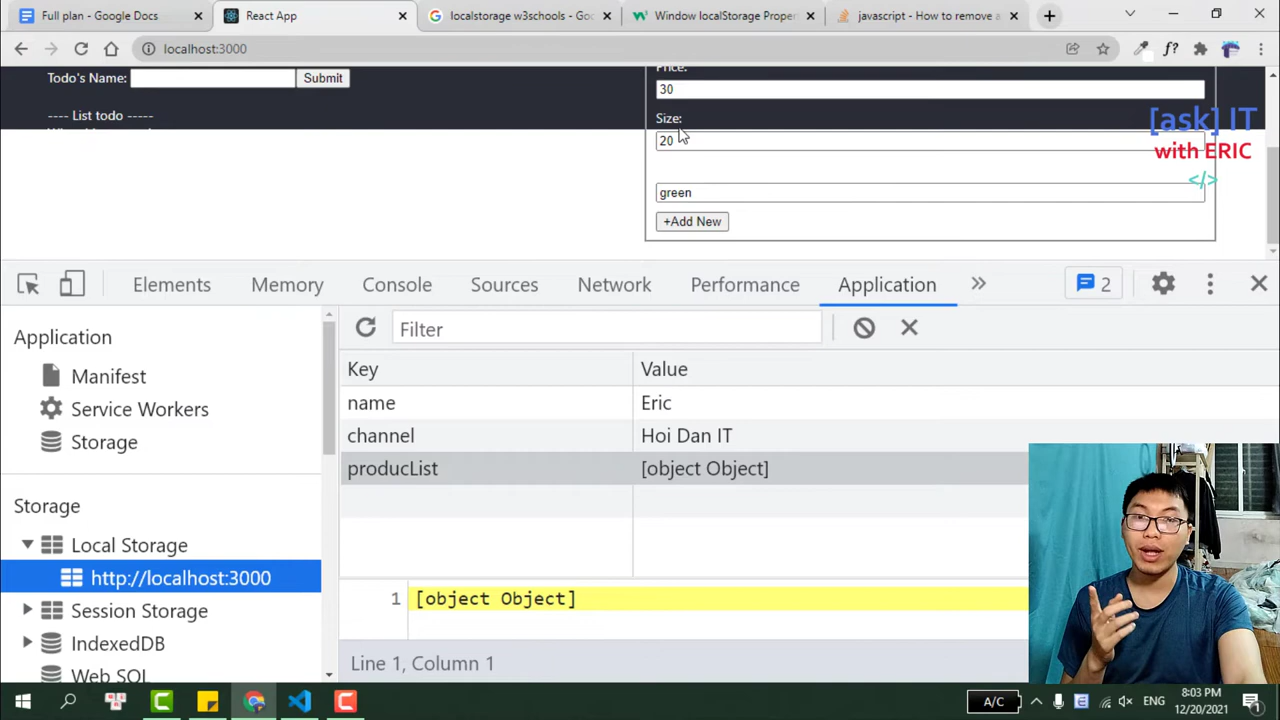 Full plan - Google Docs
React App
localstorage w3schools - Go
Window localStorage Proper
javascript - How to remove a
localhost:3000
Todo's Name:
Submit
---- List todo -----
Price:
30
Size:
20
green
+Add New
[ask] IT
with ERIC
</>
Elements
Memory
Console
Sources
Network
Performance
Application
2
Application
Manifest
Service Workers
Storage
Storage
Local Storage
http://localhost:3000
Session Storage
IndexedDB
Web SQL
Filter
Key Value
name Eric
channel Hoi Dan IT
producList [object Object]
1 [object Object]
Line 1, Column 1
A/C
ENG
8:03 PM
12/20/2021
1